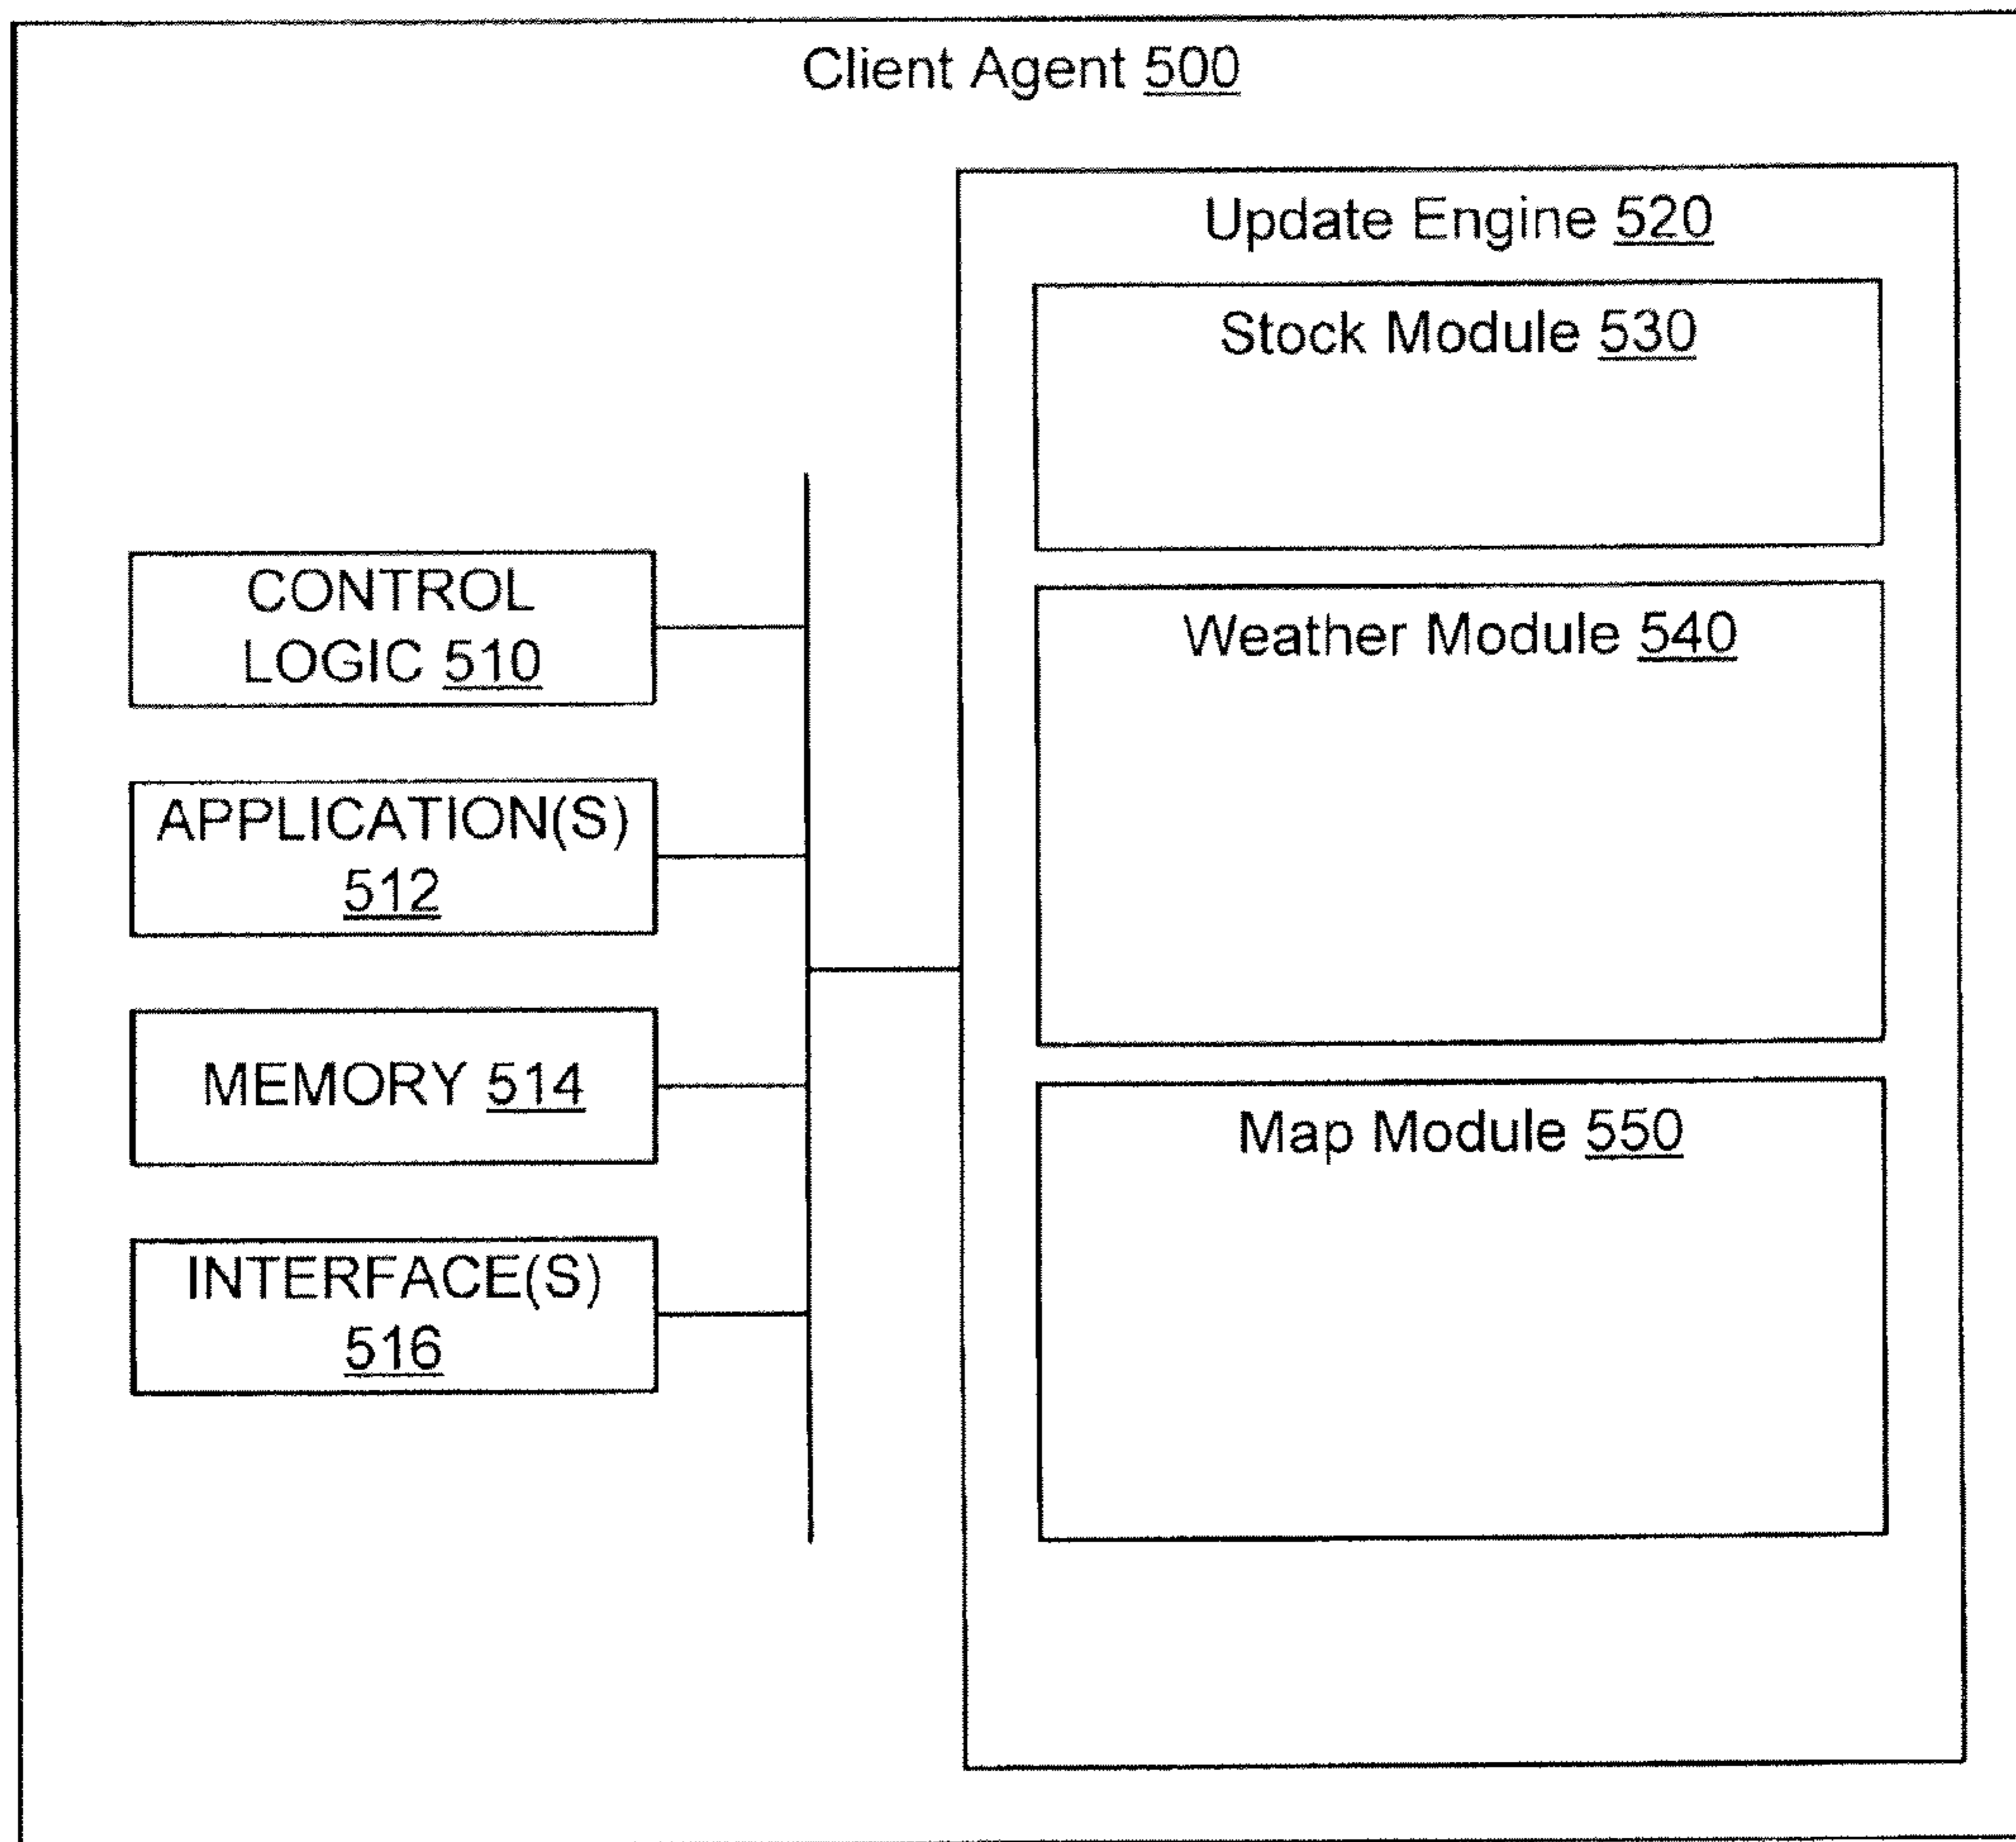 Client Agent 500
Update Engine 520
Stock Module 530
Weather Module 540
Map Module 550
CONTROL
LOGIC 510
APPLICATION(S)
512
MEMORY 514
INTERFACE(S)
516